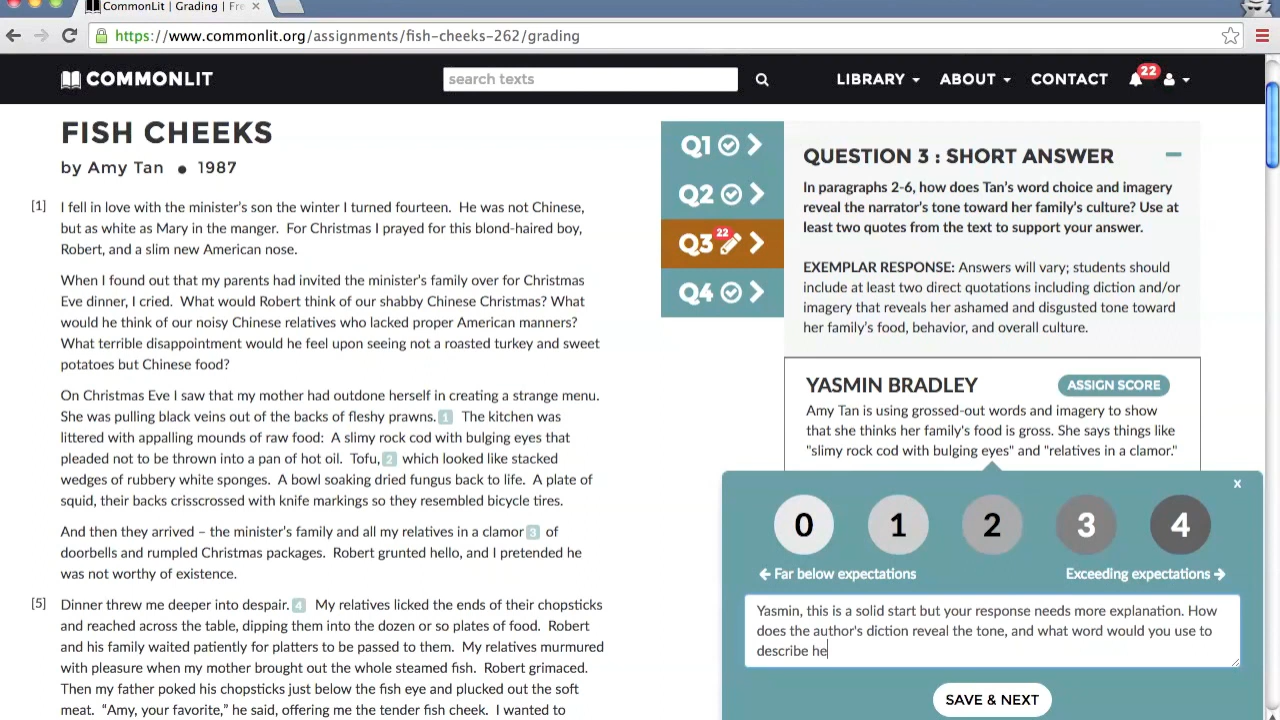 CommonLit | Grading | Fre
https://www.commonlit.org/assignments/fish-cheeks-262/grading
COMMONLIT
search texts
LIBRARY
ABOUT
CONTACT
22
FISH CHEEKS
by Amy Tan ● 1987
[1] I fell in love with the minister's son the winter I turned fourteen. He was not Chinese,
but as white as Mary in the manger. For Christmas I prayed for this blond-haired boy,
Robert, and a slim new American nose.
When I found out that my parents had invited the minister's family over for Christmas
Eve dinner, I cried. What would Robert think of our shabby Chinese Christmas? What
would he think of our noisy Chinese relatives who lacked proper American manners?
What terrible disappointment would he feel upon seeing not a roasted turkey and sweet
potatoes but Chinese food?
On Christmas Eve I saw that my mother had outdone herself in creating a strange menu.
She was pulling black veins out of the backs of fleshy prawns. 1 The kitchen was
littered with appalling mounds of raw food: A slimy rock cod with bulging eyes that
pleaded not to be thrown into a pan of hot oil. Tofu, 2 which looked like stacked
wedges of rubbery white sponges. A bowl soaking dried fungus back to life. A plate of
squid, their backs crisscrossed with knife markings so they resembled bicycle tires.
And then they arrived – the minister's family and all my relatives in a clamor 3 of
doorbells and rumpled Christmas packages. Robert grunted hello, and I pretended he
was not worthy of existence.
[5] Dinner threw me deeper into despair. 4 My relatives licked the ends of their chopsticks
and reached across the table, dipping them into the dozen or so plates of food. Robert
and his family waited patiently for platters to be passed to them. My relatives murmured
with pleasure when my mother brought out the whole steamed fish. Robert grimaced.
Then my father poked his chopsticks just below the fish eye and plucked out the soft
meat. "Amy, your favorite," he said, offering me the tender fish cheek. I wanted to
Q1
Q2
Q3 22
Q4
QUESTION 3 : SHORT ANSWER
In paragraphs 2-6, how does Tan's word choice and imagery
reveal the narrator's tone toward her family's culture? Use at
least two quotes from the text to support your answer.
EXEMPLAR RESPONSE: Answers will vary; students should
include at least two direct quotations including diction and/or
imagery that reveals her ashamed and disgusted tone toward
her family's food, behavior, and overall culture.
YASMIN BRADLEY
ASSIGN SCORE
Amy Tan is using grossed-out words and imagery to show
that she thinks her family's food is gross. She says things like
"slimy rock cod with bulging eyes" and "relatives in a clamor."
x
0 1 2 3 4
← Far below expectations
Exceeding expectations →
Yasmin, this is a solid start but your response needs more explanation. How
does the author's diction reveal the tone, and what word would you use to
describe he
SAVE & NEXT